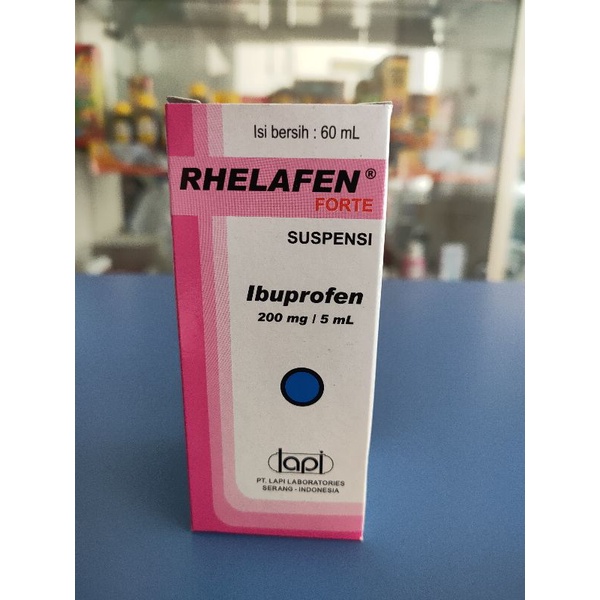 Isi bersih : 60 mL
RHELAFEN ®
FORTE
SUSPENSI
Ibuprofen
200 mg / 5 mL
lapi
PT. LAPI LABORATORIES
SERANG - INDONESIA